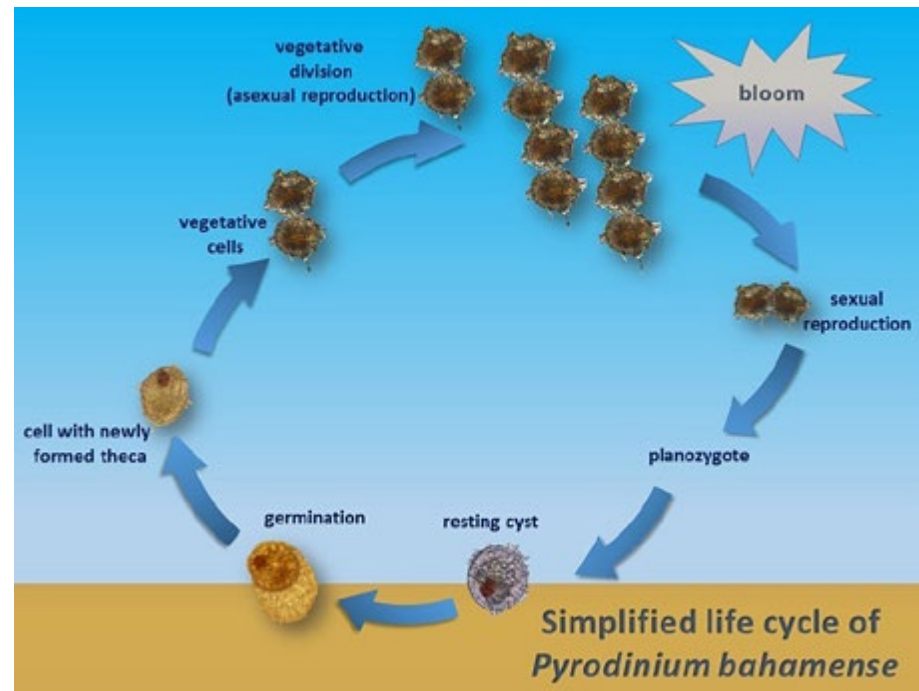 vegetative
division
(asexual reproduction)
bloom
vegetative
cells
sexual
reproduction
cell with newly
formed theca
planozygote
germination
resting cyst
Simplified life cycle of
Pyrodinium bahamense